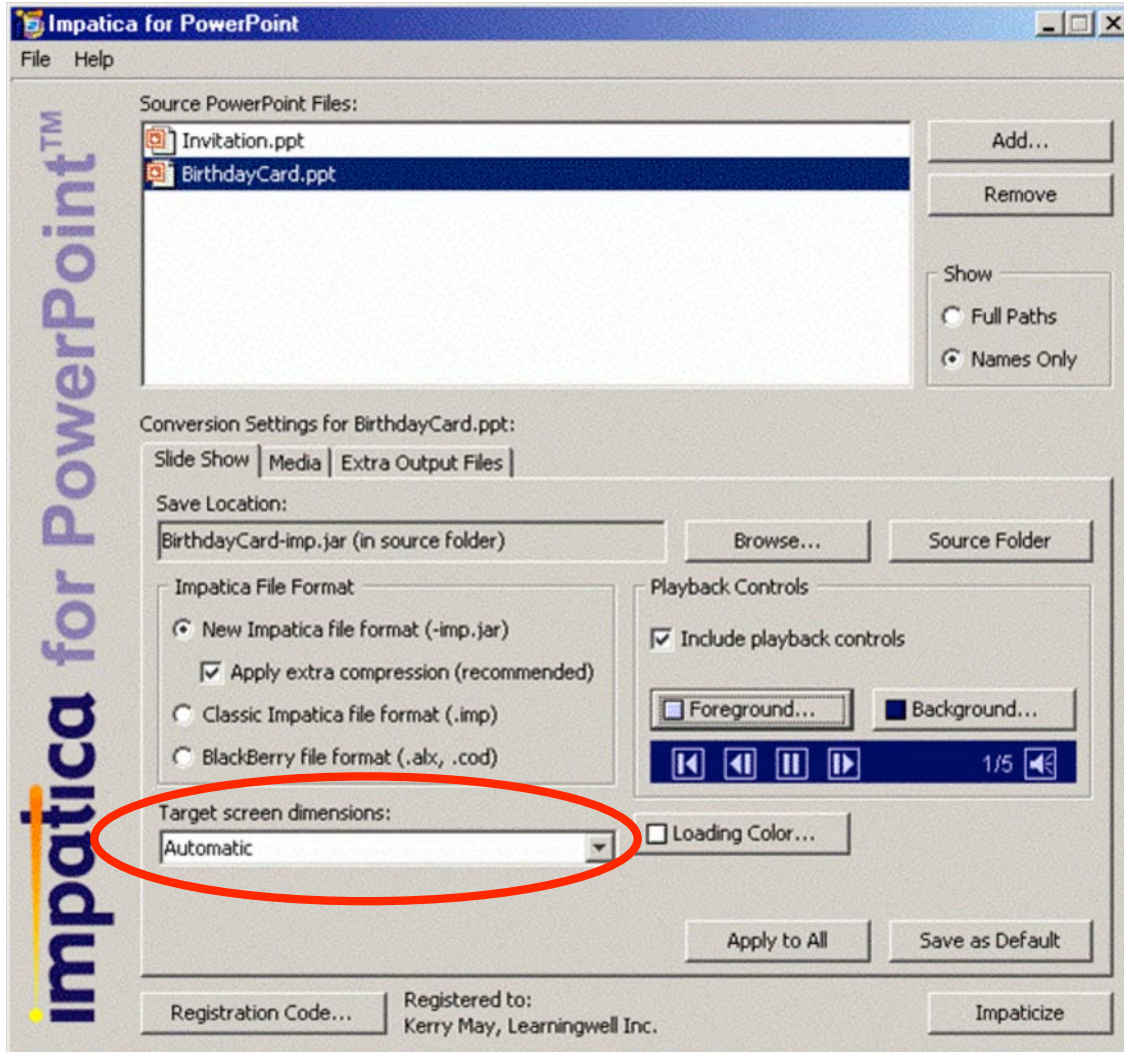 Impatica for PowerPoint
File Help
impatica for PowerPoint™
Source PowerPoint Files:
Invitation.ppt
BirthdayCard.ppt
Add...
Remove
Show
Full Paths
Names Only
Conversion Settings for BirthdayCard.ppt:
Slide Show Media Extra Output Files
Save Location:
BirthdayCard-imp.jar (in source folder) Browse... Source Folder
Impatica File Format
New Impatica file format (-imp.jar)
Apply extra compression (recommended)
Classic Impatica file format (.imp)
BlackBerry file format (.alx, .cod)
Playback Controls
Include playback controls
Foreground... Background...
1/5
Target screen dimensions:
Automatic
Loading Color...
Apply to All Save as Default
Registration Code...
Registered to:
Kerry May, Learningwell Inc.
Impaticize